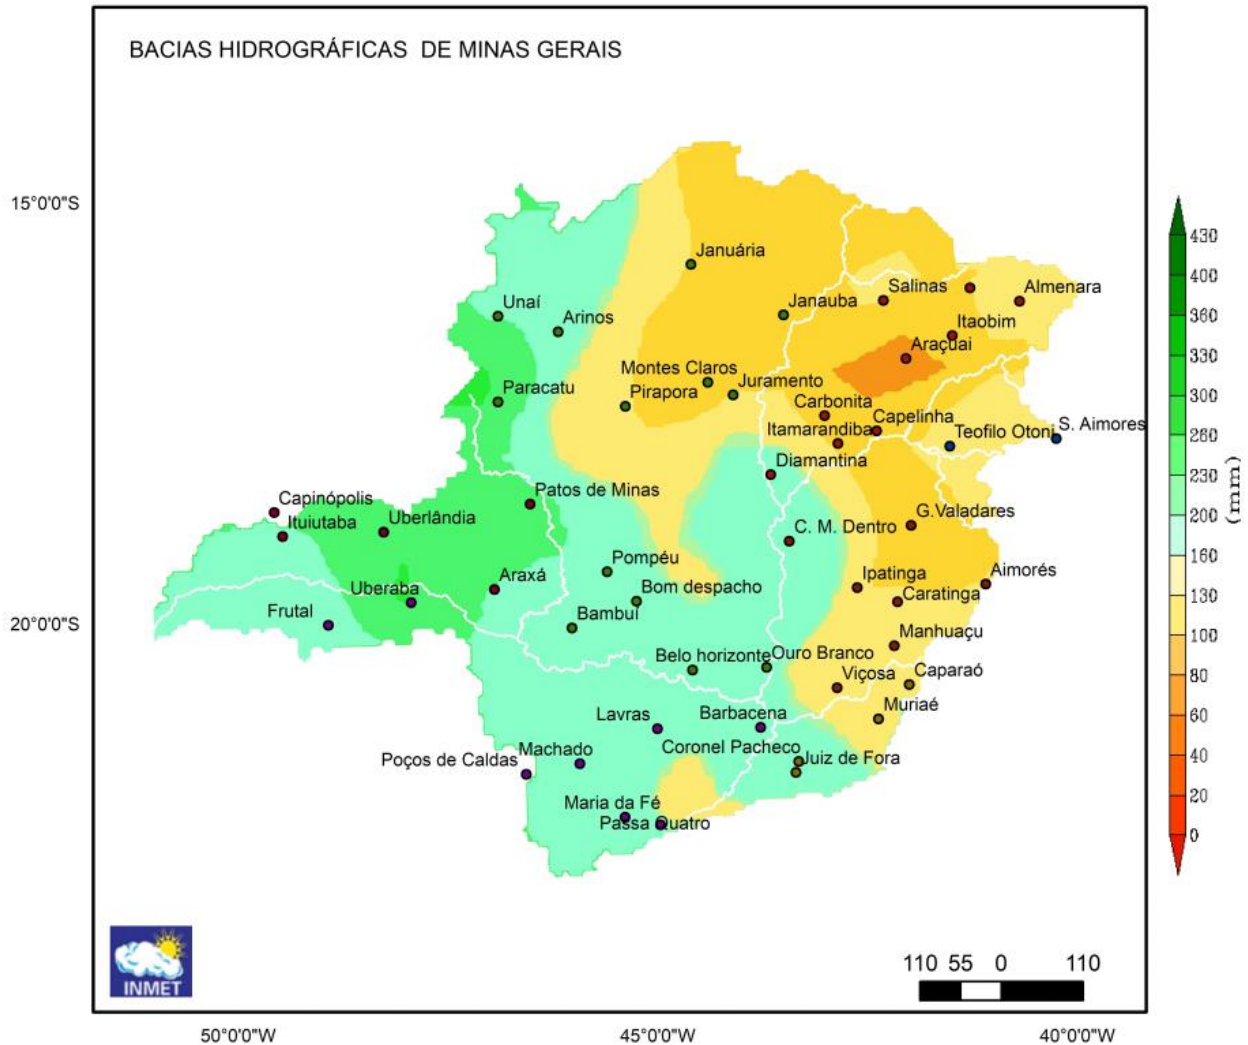 BACIAS HIDROGRÁFICAS DE MINAS GERAIS
15°0'0"S
20°0'0"S
Januária
Unaí
Arinos
Janauba
Salinas
Almenara
Itaobim
Araçuai
Montes Claros
Juramento
Paracatu
Pirapora
Carbonita
Capelinha
Itamarandiba
Teofilo Otoni
S. Aimores
Diamantina
Patos de Minas
Capinópolis
Ituiutaba
Uberlândia
G.Valadares
C. M. Dentro
Pompéu
Araxá
Bom despacho
Ipatinga
Aimorés
Caratinga
Uberaba
Frutal
Bambuí
Manhuaçu
Belo horizonte
Ouro Branco
Viçosa
Caparaó
Muriaé
Lavras
Barbacena
Coronel Pacheco
Juiz de Fora
Machado
Poços de Caldas
Maria da Fé
Passa Quatro
430
400
360
330
300
260
230
200
160
130
100
80
60
40
20
0
(mm)
INMET
110 55 0 110
50°0'0"W
45°0'0"W
40°0'0"W